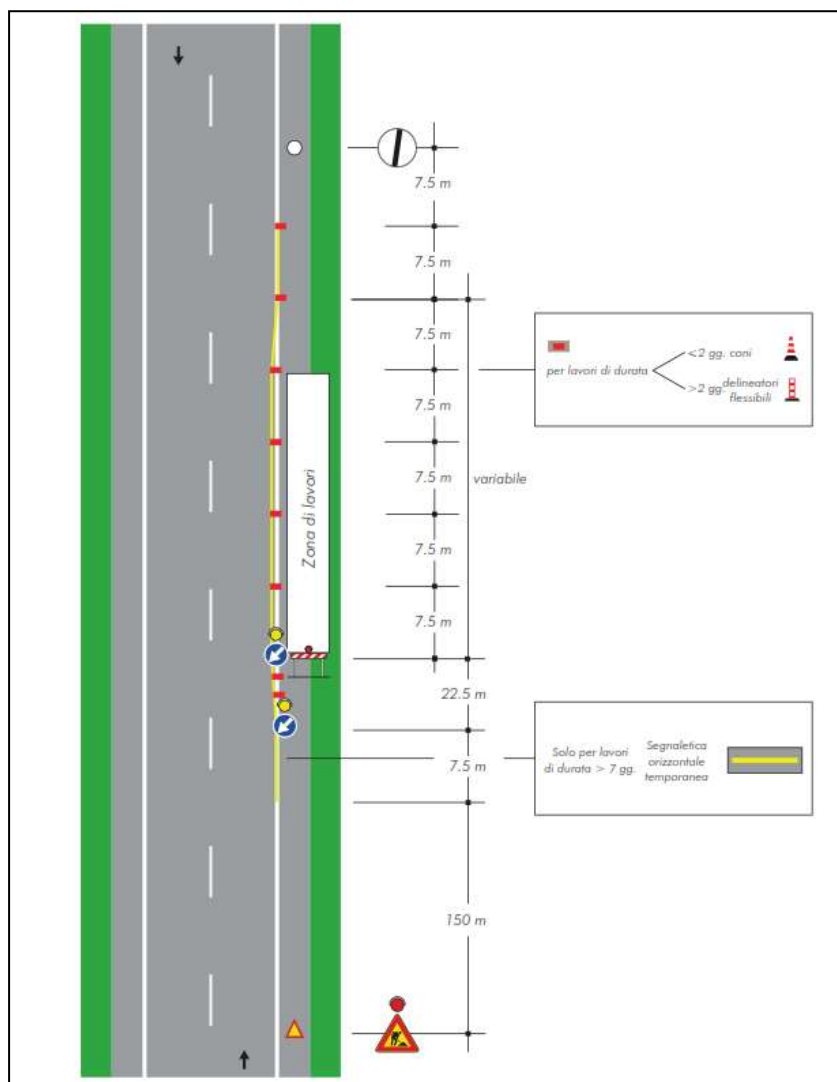 7.5 m
7.5 m
7.5 m
7.5 m
7.5 m
7.5 m
7.5 m
variabile
22.5 m
7.5 m
150 m
Zona di lavori
per lavori di durata
<2 gg. coni
>2 gg. delineatori
flessibili
Solo per lavori
di durata > 7 gg.
Segnaletica
orizzontale
temporanea